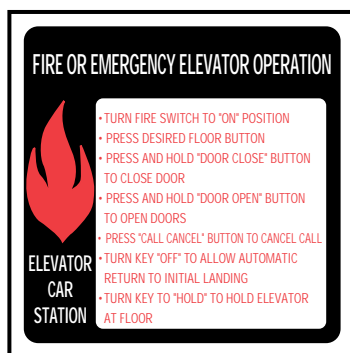 FIRE OR EMERGENCY ELEVATOR OPERATION
• TURN FIRE SWITCH TO "ON" POSITION
• PRESS DESIRED FLOOR BUTTON
• PRESS AND HOLD "DOOR CLOSE" BUTTON
TO CLOSE DOOR
• PRESS AND HOLD "DOOR OPEN" BUTTON
TO OPEN DOORS
• PRESS "CALL CANCEL" BUTTON TO CANCEL CALL
• TURN KEY "OFF" TO ALLOW AUTOMATIC
RETURN TO INITIAL LANDING
• TURN KEY TO "HOLD" TO HOLD ELEVATOR
AT FLOOR
ELEVATOR
CAR
STATION